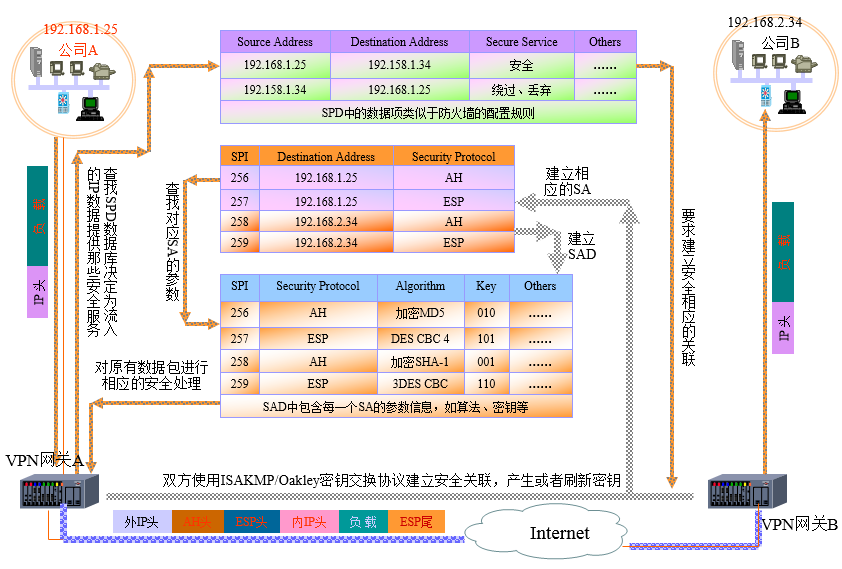 192.168.1.25
公司A
192.168.2.34
公司B
Source Address Destination Address Secure Service Others
192.168.1.25 192.158.1.34 安全 ……
192.158.1.34 192.168.1.25 绕过、丢弃 ……
SPD中的数据项类似于防火墙的配置规则
SPI Destination Address Security Protocol
256 192.168.1.25 AH
257 192.168.1.25 ESP
258 192.168.2.34 AH
259 192.168.2.34 ESP
建立相
应的SA
建立
SAD
查找SPD数据库决定为流入
的IP数据提供那些安全服务
查找对应SA的参数
要求建立安全相应的关联
IP头
负载
IP头
SPI Security Protocol Algorithm Key Others
256 AH 加密MD5 010 ……
257 ESP DES CBC 4 101 ……
258 AH 加密SHA-1 001 ……
259 ESP 3DES CBC 110 ……
SAD中包含每一个SA的参数信息，如算法、密钥等
对原有数据包进行
相应的安全处理
VPN网关A
双方使用ISAKMP/Oakley密钥交换协议建立安全关联，产生或者刷新密钥
外IP头 AH头 ESP头 内IP头 负 载 ESP尾
Internet
VPN网关B